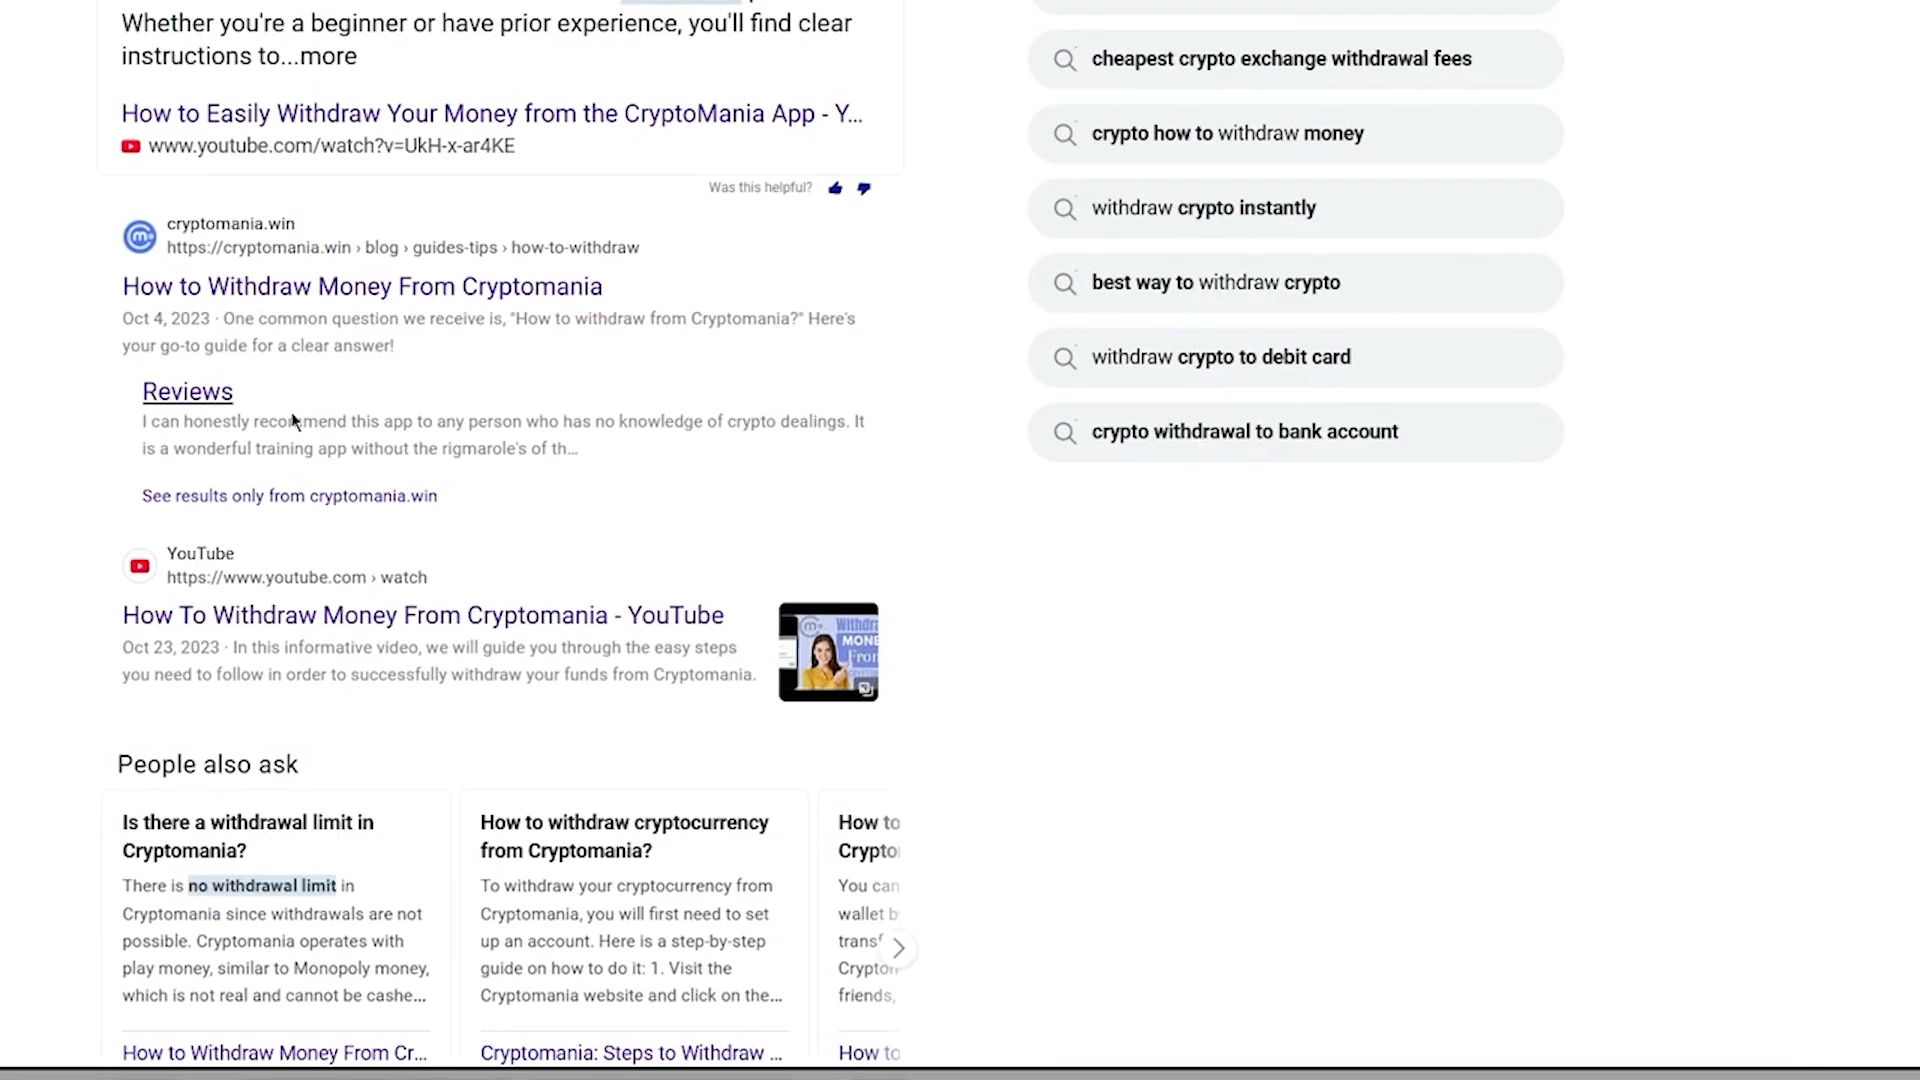 Whether you're a beginner or have prior experience, you'll find clear
instructions to...more
How to Easily Withdraw Your Money from the CryptoMania App - Y...
www.youtube.com/watch?v=UkH-x-ar4KE
Was this helpful?
cryptomania.win
https://cryptomania.win › blog › guides-tips › how-to-withdraw
How to Withdraw Money From Cryptomania
Oct 4, 2023 · One common question we receive is, "How to withdraw from Cryptomania?" Here's
your go-to guide for a clear answer!
Reviews
I can honestly recommend this app to any person who has no knowledge of crypto dealings. It
is a wonderful training app without the rigmarole's of th...
See results only from cryptomania.win
YouTube
https://www.youtube.com › watch
How To Withdraw Money From Cryptomania - YouTube
Oct 23, 2023 · In this informative video, we will guide you through the easy steps
you need to follow in order to successfully withdraw your funds from Cryptomania.
Withdra
MONE
From
People also ask
Is there a withdrawal limit in
Cryptomania?
There is no withdrawal limit in
Cryptomania since withdrawals are not
possible. Cryptomania operates with
play money, similar to Monopoly money,
which is not real and cannot be cashe...
How to Withdraw Money From Cr...
How to withdraw cryptocurrency
from Cryptomania?
To withdraw your cryptocurrency from
Cryptomania, you will first need to set
up an account. Here is a step-by-step
guide on how to do it: 1. Visit the
Cryptomania website and click on the...
Cryptomania: Steps to Withdraw ...
How to
Crypto
You can
wallet b
transf
Crypton
friends,
How to
cheapest crypto exchange withdrawal fees
crypto how to withdraw money
withdraw crypto instantly
best way to withdraw crypto
withdraw crypto to debit card
crypto withdrawal to bank account